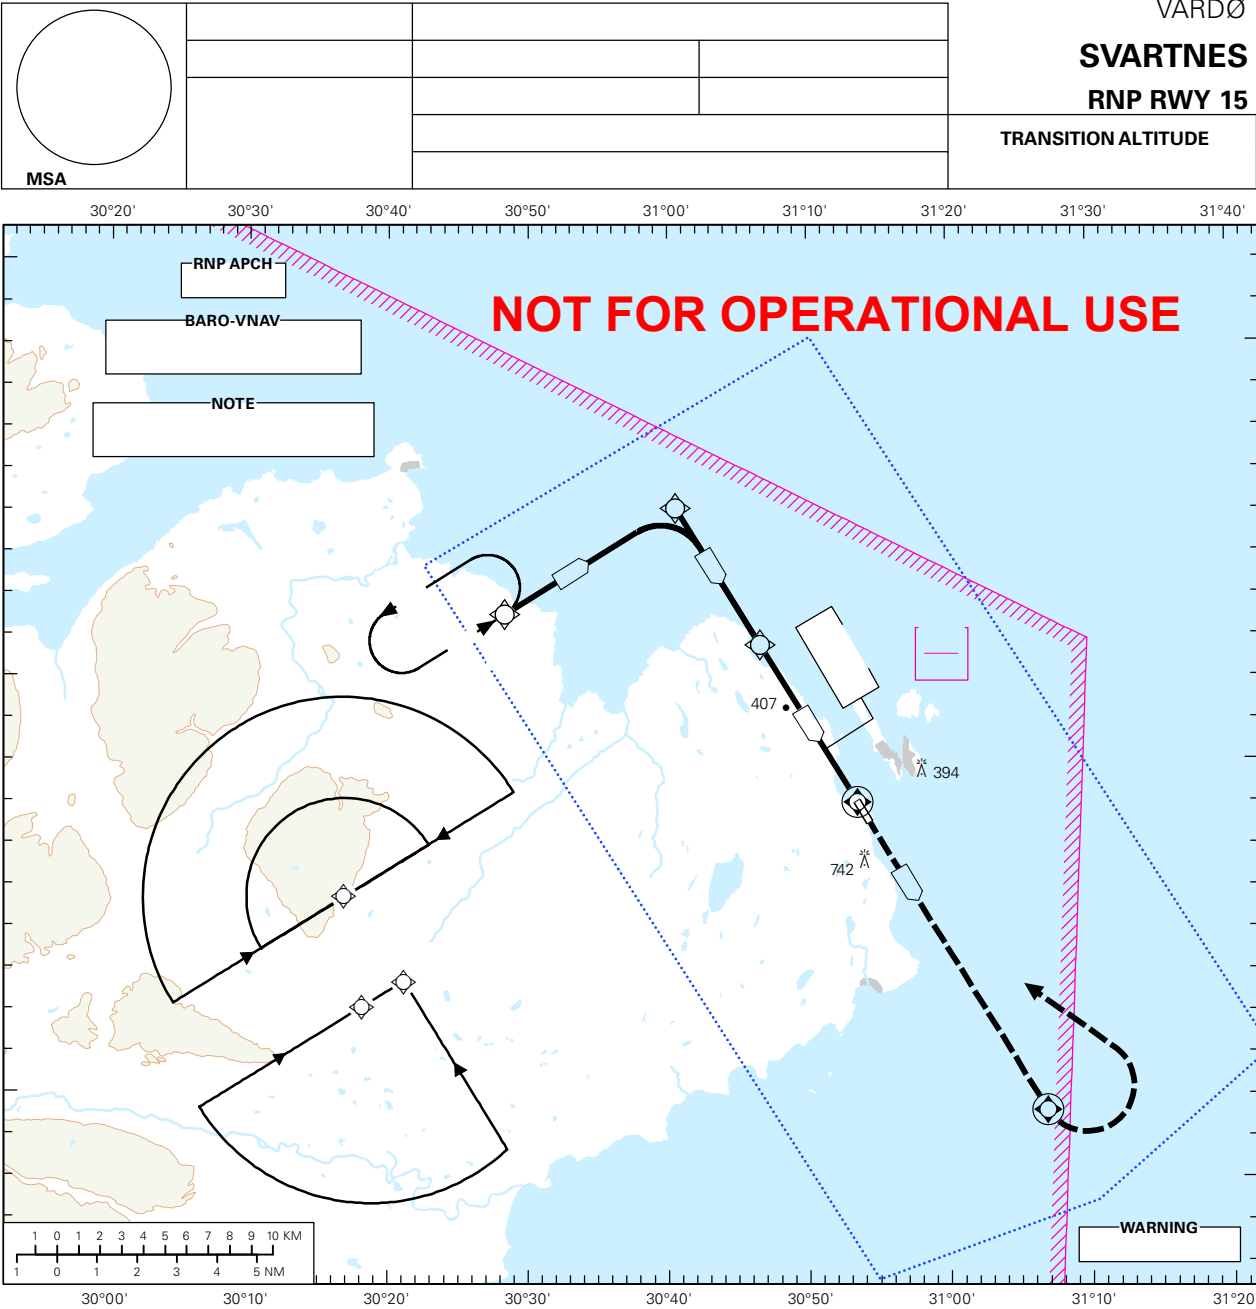 VARDØ
SVARTNES
RNP RWY 15
TRANSITION ALTITUDE
MSA
30°20' 30°30' 30°40' 30°50' 31°00' 31°10' 31°20' 31°30' 31°40'
RNP APCH
NOT FOR OPERATIONAL USE
BARO-VNAV
NOTE
407
394
742
WARNING
1 0 1 2 3 4 5 6 7 8 9 10 KM
1 0 1 2 3 4 5 NM
30°00' 30°10' 30°20' 30°30' 30°40' 30°50' 31°00' 31°10' 31°20'